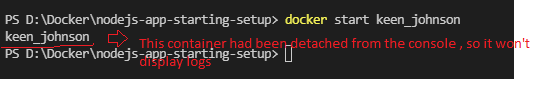 PS D:\Docker\nodejs-app-starting-setup> docker start keen_johnson
keen_johnson
This container had been detached from the console , so it won't
PS D:\Docker\nodejs-app-starting-setup>
display logs